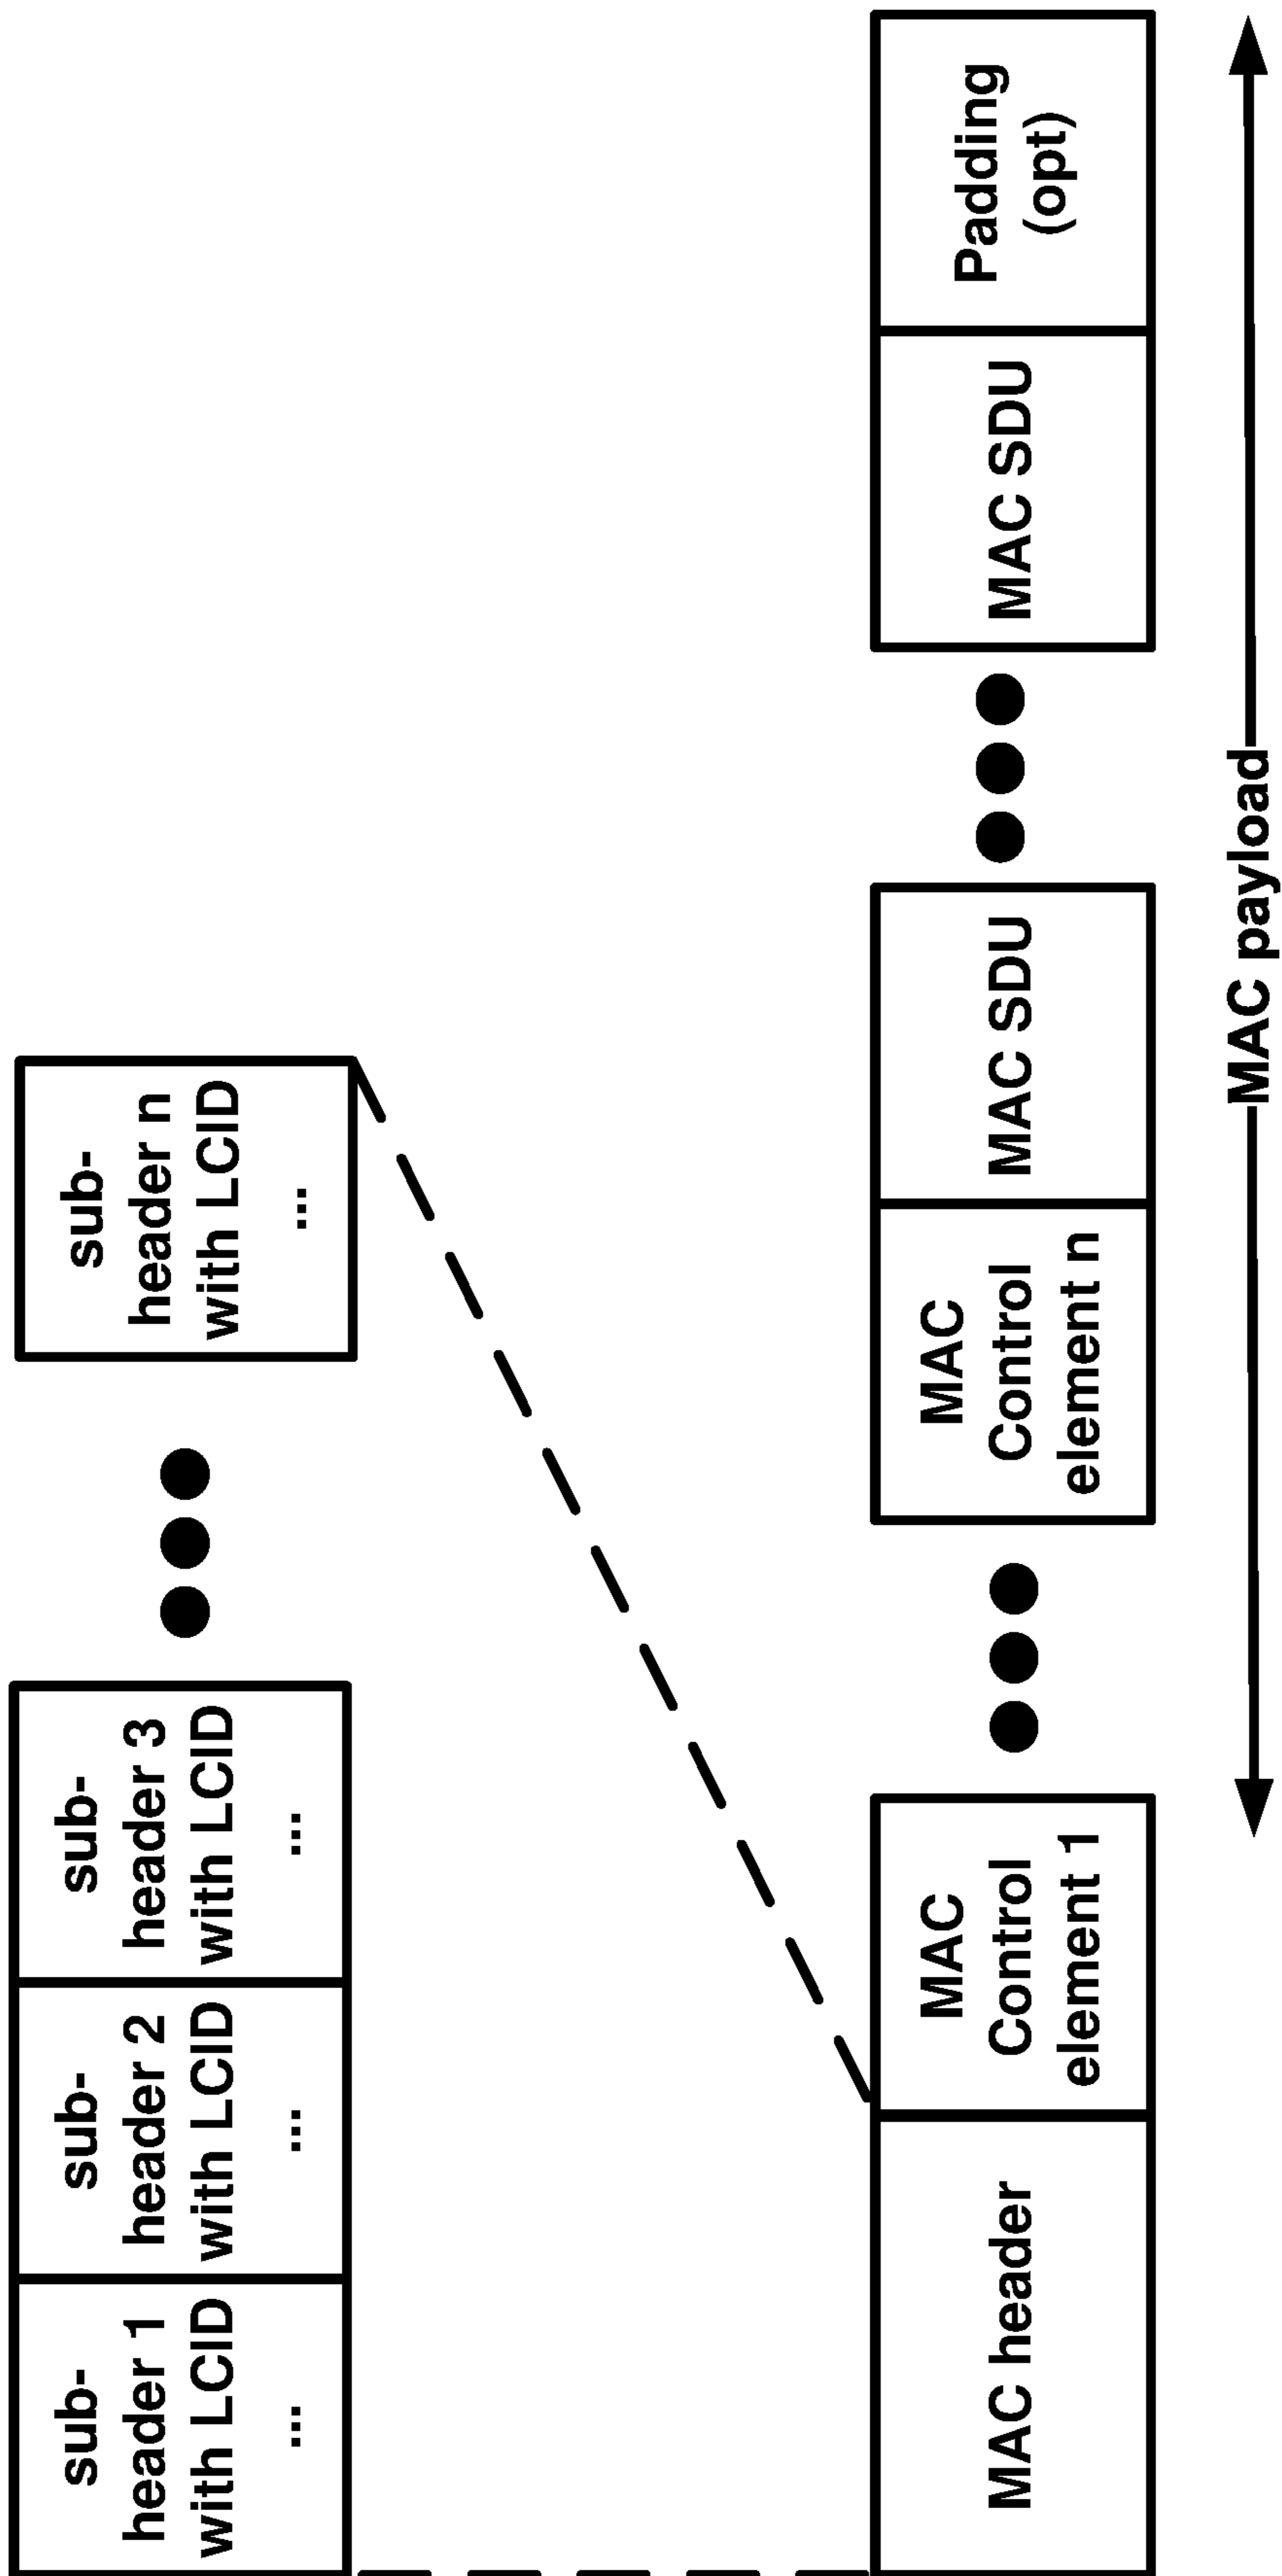 sub-
header 1
with LCID
...
sub-
header 2
with LCID
...
sub-
header 3
with LCID
...
sub-
header n
with LCID
...
MAC header
MAC
Control
element 1
MAC
Control
element n
MAC SDU
MAC SDU
Padding
(opt)
MAC payload